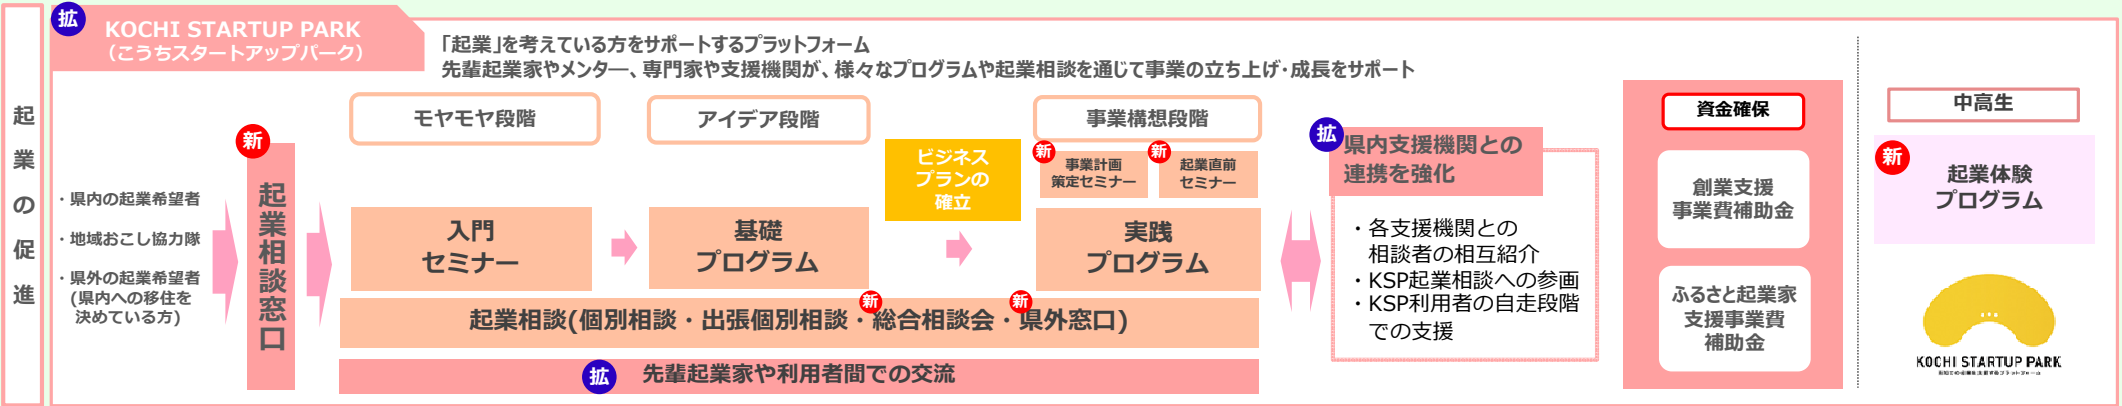 起業の促進
拡
KOCHI STARTUP PARK
（こうちスタートアップパーク）
「起業」を考えている方をサポートするプラットフォーム
先輩起業家やメンター、専門家や支援機関が、様々なプログラムや起業相談を通じて事業の立ち上げ・成長をサポート
・県内の起業希望者
・地域おこし協力隊
・県外の起業希望者
(県内への移住を
決めている方)
新
起業相談窓口
モヤモヤ段階
入門
セミナー
アイデア段階
基礎
プログラム
ビジネス
プランの
確立
事業構想段階
新
事業計画
策定セミナー
新
起業直前
セミナー
実践
プログラム
新
新
起業相談(個別相談・出張個別相談・総合相談会・県外窓口)
拡
先輩起業家や利用者間での交流
拡
県内支援機関との
連携を強化
・各支援機関との
相談者の相互紹介
・KSP起業相談への参画
・KSP利用者の自走段階
での支援
資金確保
創業支援
事業費補助金
ふるさと起業家
支援事業費
補助金
中高生
新
起業体験
プログラム
KOCHI STARTUP PARK